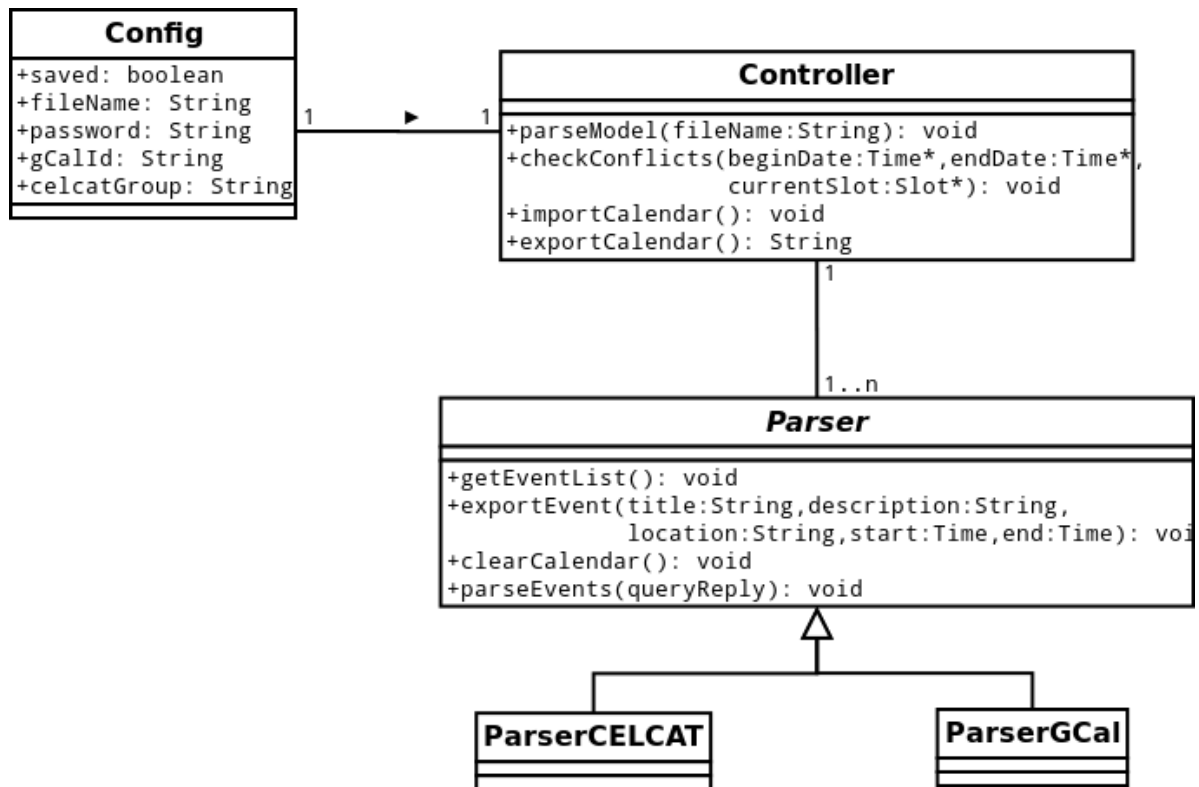 Config
+saved: boolean
+fileName: String
+password: String
+gCalId: String
+celcatGroup: String
1
1
Controller
+parseModel(fileName:String): void
+checkConflicts(beginDate:Time*,endDate:Time*,
currentSlot:Slot*): void
+importCalendar(): void
+exportCalendar(): String
1
1..n
Parser
+getEventList(): void
+exportEvent(title:String,description:String,
location:String,start:Time,end:Time): voi
+clearCalendar(): void
+parseEvents(queryReply): void
ParserCELCAT
ParserGCal